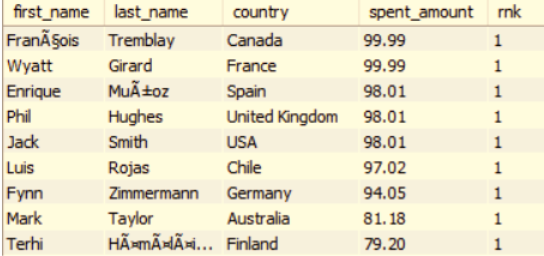 first_name last_name country spent_amount rnk
FranÃ§ois Tremblay Canada 99.99 1
Wyatt Girard France 99.99 1
Enrique MuÃ±oz Spain 98.01 1
Phil Hughes United Kingdom 98.01 1
Jack Smith USA 98.01 1
Luis Rojas Chile 97.02 1
Fynn Zimmermann Germany 94.05 1
Mark Taylor Australia 81.18 1
Terhi HÃ¤mÃ¤lÃ¤i... Finland 79.20 1